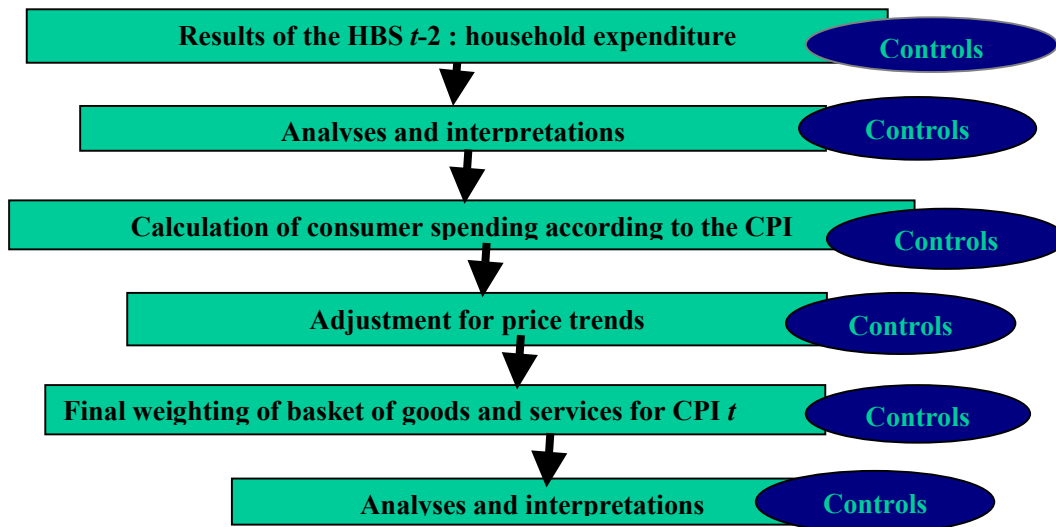 Results of the HBS t-2 : household expenditure
Controls
Analyses and interpretations
Controls
Calculation of consumer spending according to the CPI
Controls
Adjustment for price trends
Controls
Final weighting of basket of goods and services for CPI t
Controls
Analyses and interpretations
Controls